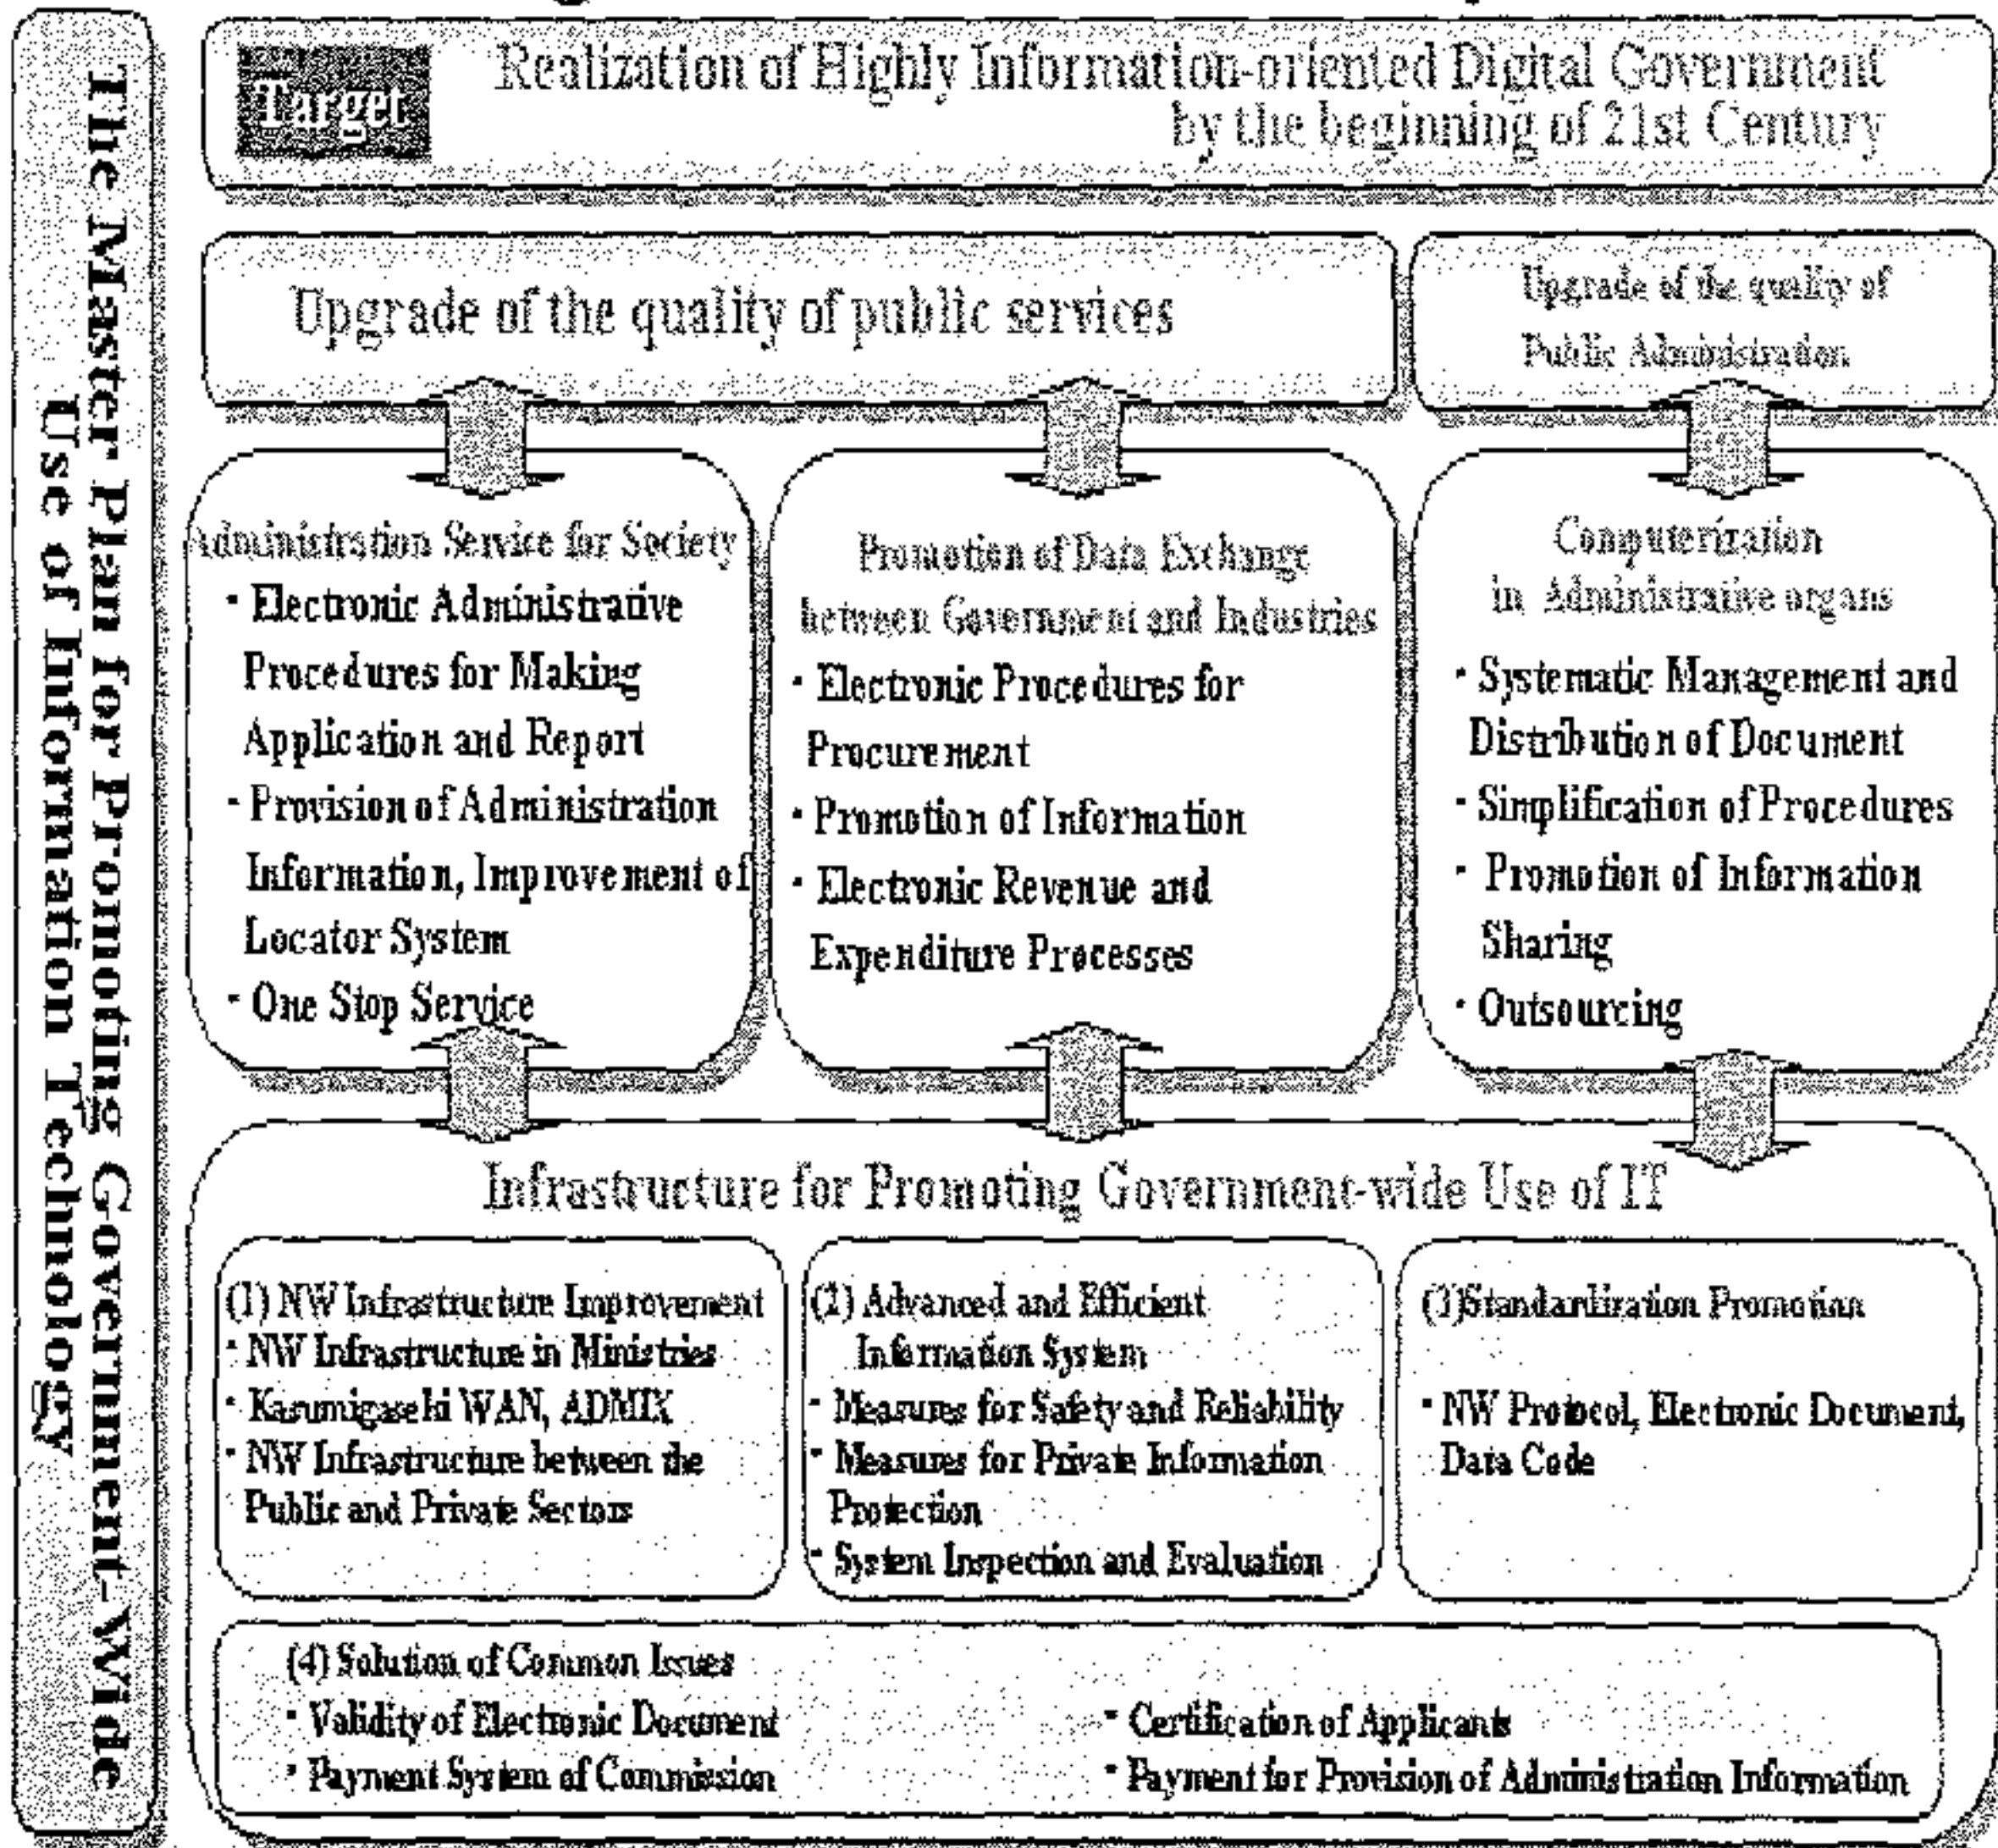 The Master Plan for Promoting Government-Wide
Use of Information Technology
Target
Realization of Highly Information-oriented Digital Government
by the beginning of 21st Century
Upgrade of the quality of public services
Upgrade of the quality of
Public Administration
Administration Service for Society
・Electronic Administrative
Procedures for Making
Application and Report
・Provision of Administration
Information, Improvement of
Locator System
・One Stop Service
Promotion of Data Exchange
between Government and Industries
・Electronic Procedures for
Procurement
・Promotion of Information
・Electronic Revenue and
Expenditure Processes
Computerization
in Administrative organs
・Systematic Management and
Distribution of Document
・Simplification of Procedures
・Promotion of Information
Sharing
・Outsourcing
Infrastructure for Promoting Government-wide Use of IT
(1) NW Infrastructure Improvement
・NW Infrastructure in Ministries
・Kasumigaseki WAN, ADMIX
・NW Infrastructure between the
Public and Private Sectors
(2) Advanced and Efficient
Information System
・Measures for Safety and Reliability
・Measures for Private Information
Protection
・System Inspection and Evaluation
(3)Standardization Promotion
・NW Protocol, Electronic Document,
Data Code
(4) Solution of Common Issues
・Validity of Electronic Document
・Payment System of Commission
・Certification of Applicants
・Payment for Provision of Administration Information